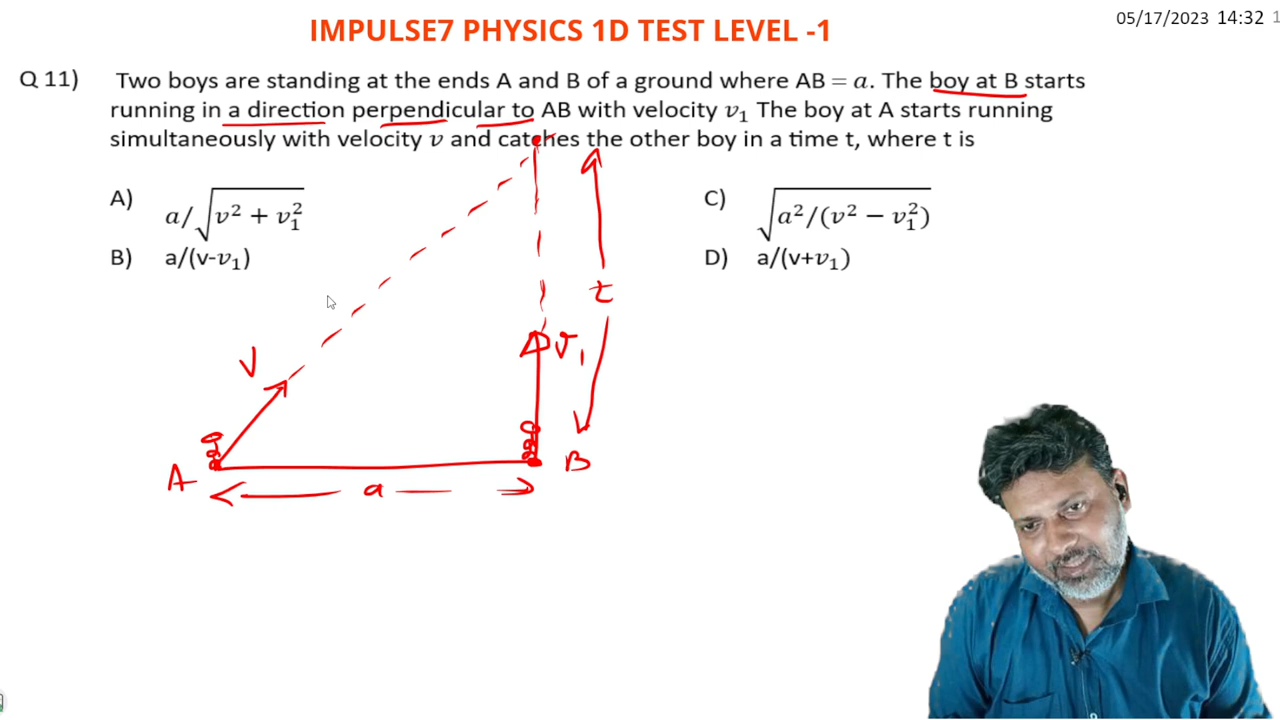 05/17/2023 14:32 1
IMPULSE7 PHYSICS 1D TEST LEVEL -1
Q 11) Two boys are standing at the ends A and B of a ground where AB = a. The boy at B starts
running in a direction perpendicular to AB with velocity v₁ The boy at A starts running
simultaneously with velocity v and catches the other boy in a time t, where t is
A) a/√(v² + v₁²)
C) √(a²/(v² − v₁²))
B) a/(v-v₁)
D) a/(v+v₁)
t
v₁
V
A
B
a